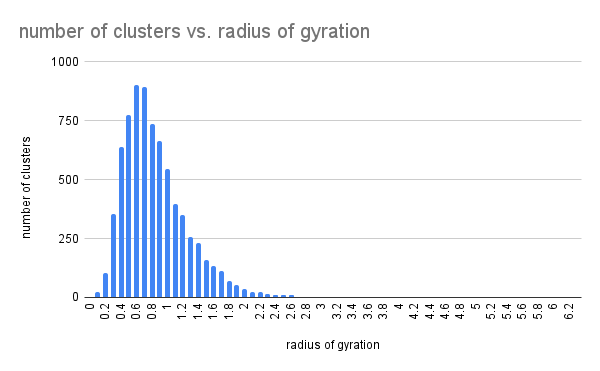 number of clusters vs. radius of gyration
1000
750
500
250
0
number of clusters
0 0.2 0.4 0.6 0.8 1 1.2 1.4 1.6 1.8 2 2.2 2.4 2.6 2.8 3 3.2 3.4 3.6 3.8 4 4.2 4.4 4.6 4.8 5 5.2 5.4 5.6 5.8 6 6.2
radius of gyration